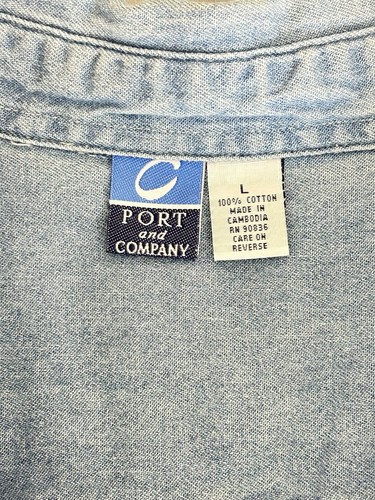 C
PORT
and
COMPANY
L
100% COTTON
MADE IN
CAMBODIA
RN 90836
CARE ON
REVERSE